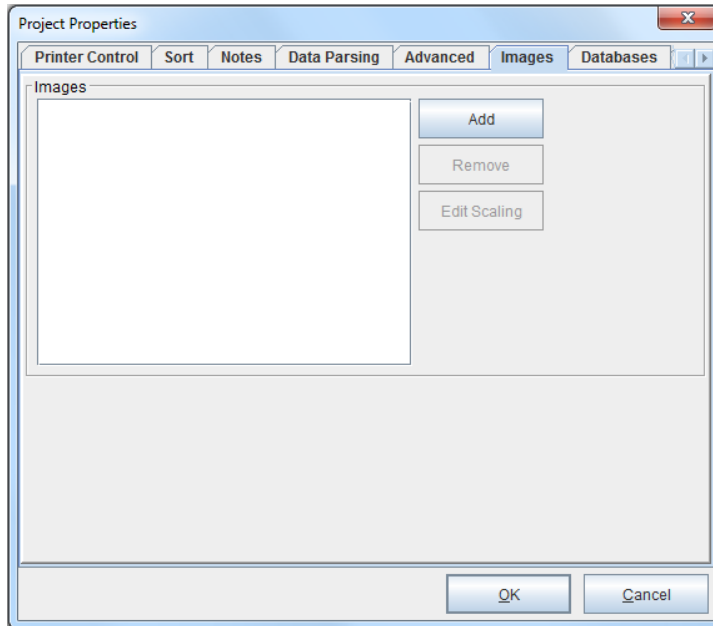 Project Properties
Printer Control Sort Notes Data Parsing Advanced Images Databases
Images
Add
Remove
Edit Scaling
OK Cancel